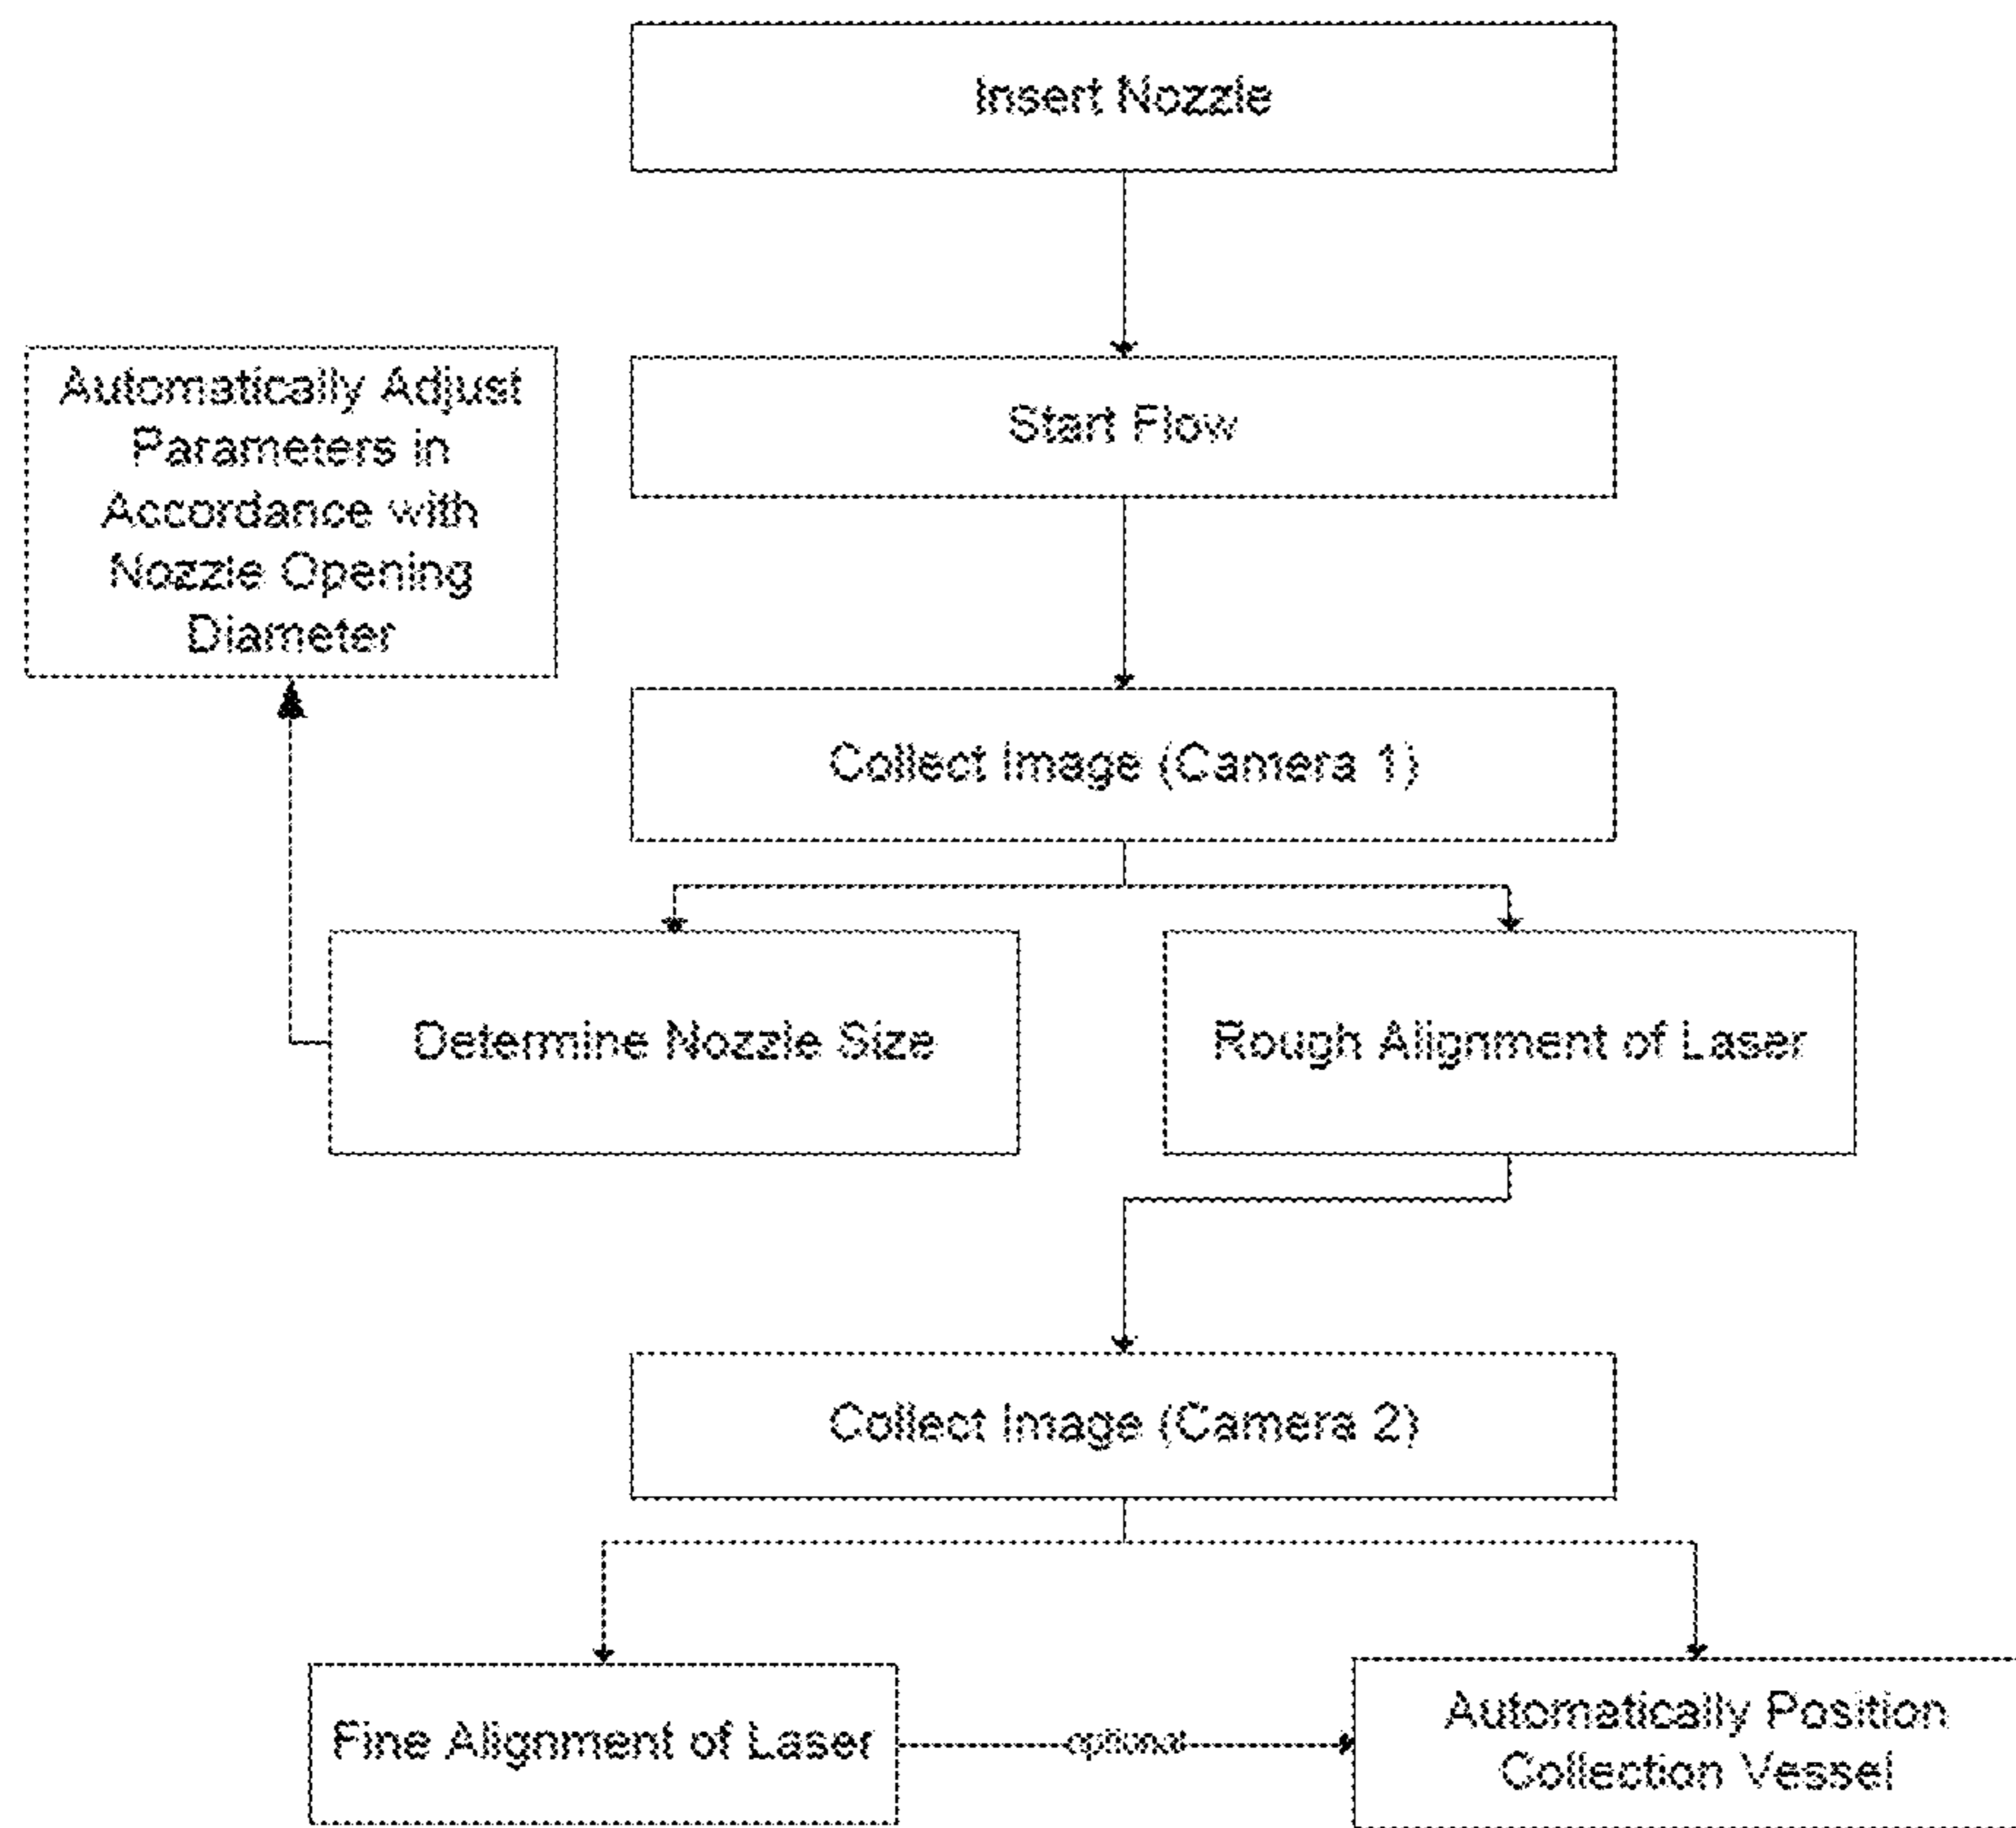 Insert Nozzle
Automatically Adjust
Parameters in
Accordance with
Nozzle Opening
Diameter
Start Flow
Collect Image (Camera 1)
Determine Nozzle Size
Rough Alignment of Laser
Collect Image (Camera 2)
Fine Alignment of Laser
optional
Automatically Position
Collection Vessel